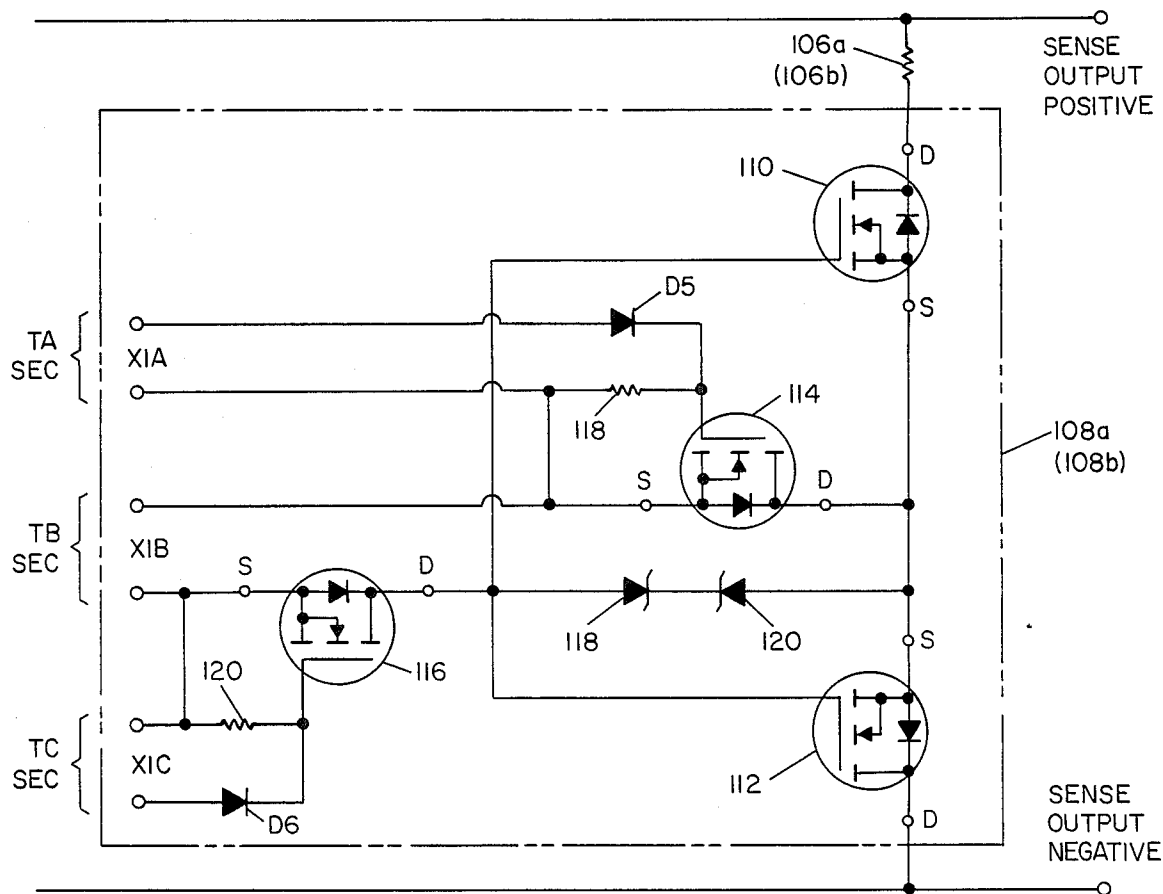 106a
(106b)
SENSE
OUTPUT
POSITIVE
D
110
D5
S
TA
SEC
X1A
118
114
108a
(108b)
S
D
TB
SEC
X1B
S
D
118
120
S
120
116
TC
SEC
X1C
D6
112
D
SENSE
OUTPUT
NEGATIVE